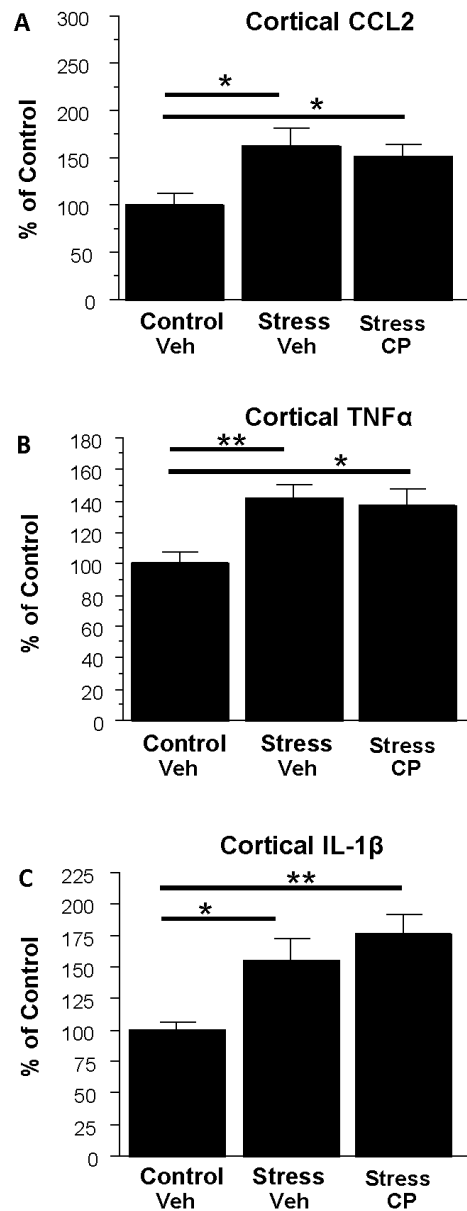 A
Cortical CCL2
% of Control
300
250
200
150
100
50
0
*
*
Control Stress Stress
Veh Veh CP
B
Cortical TNFα
% of Control
180
160
140
120
100
80
60
40
20
0
**
*
Control Stress Stress
Veh Veh CP
C
Cortical IL-1β
% of Control
225
200
175
150
125
100
75
50
25
0
**
*
Control Stress Stress
Veh Veh CP